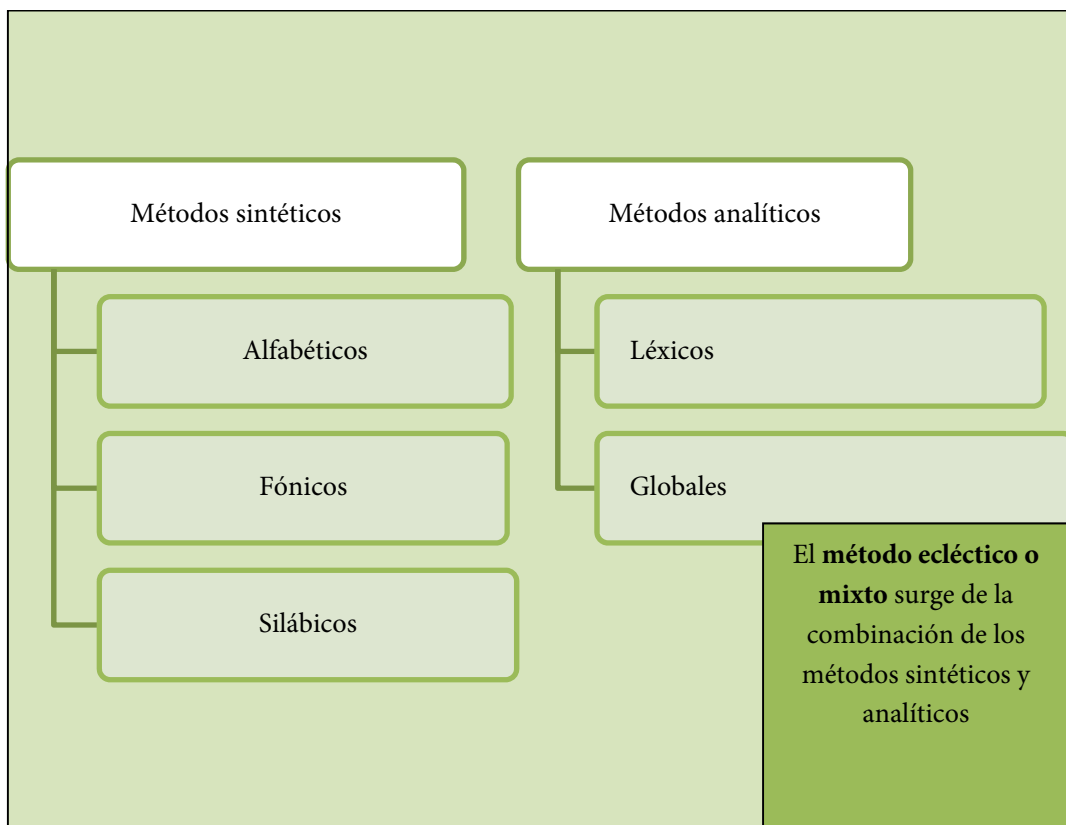 Métodos sintéticos
Alfabéticos
Fónicos
Silábicos
Métodos analíticos
Léxicos
Globales
El método ecléctico o
mixto surge de la
combinación de los
métodos sintéticos y
analíticos